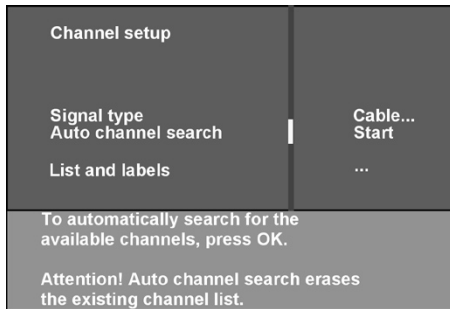 Channel setup
Signal type Cable...
Auto channel search Start
List and labels ...
To automatically search for the
available channels, press OK.
Attention! Auto channel search erases
the existing channel list.